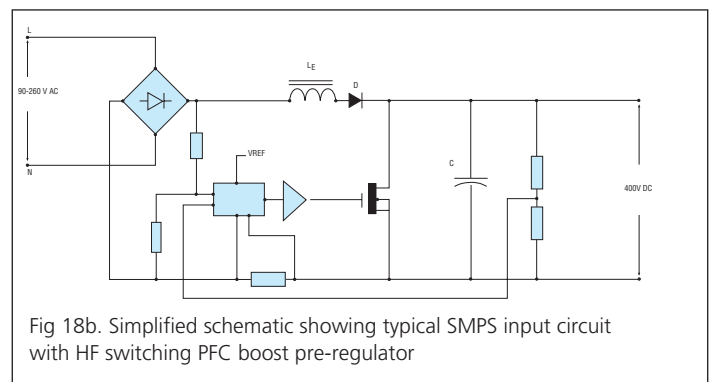 L
L_E
D
90-260 V AC
VREF
C
400V DC
N
Fig 18b. Simplified schematic showing typical SMPS input circuit
with HF switching PFC boost pre-regulator